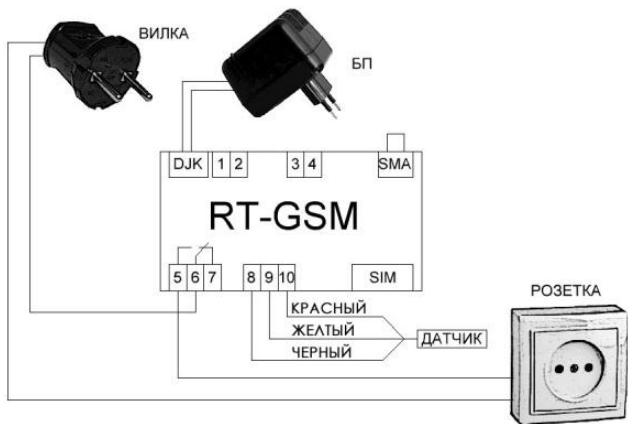 ВИЛКА
БП
DJK 1 2 3 4 SMA
RT-GSM
5 6 7 8 9 10 SIM
РОЗЕТКА
КРАСНЫЙ
ЖЕЛТЫЙ
ДАТЧИК
ЧЕРНЫЙ